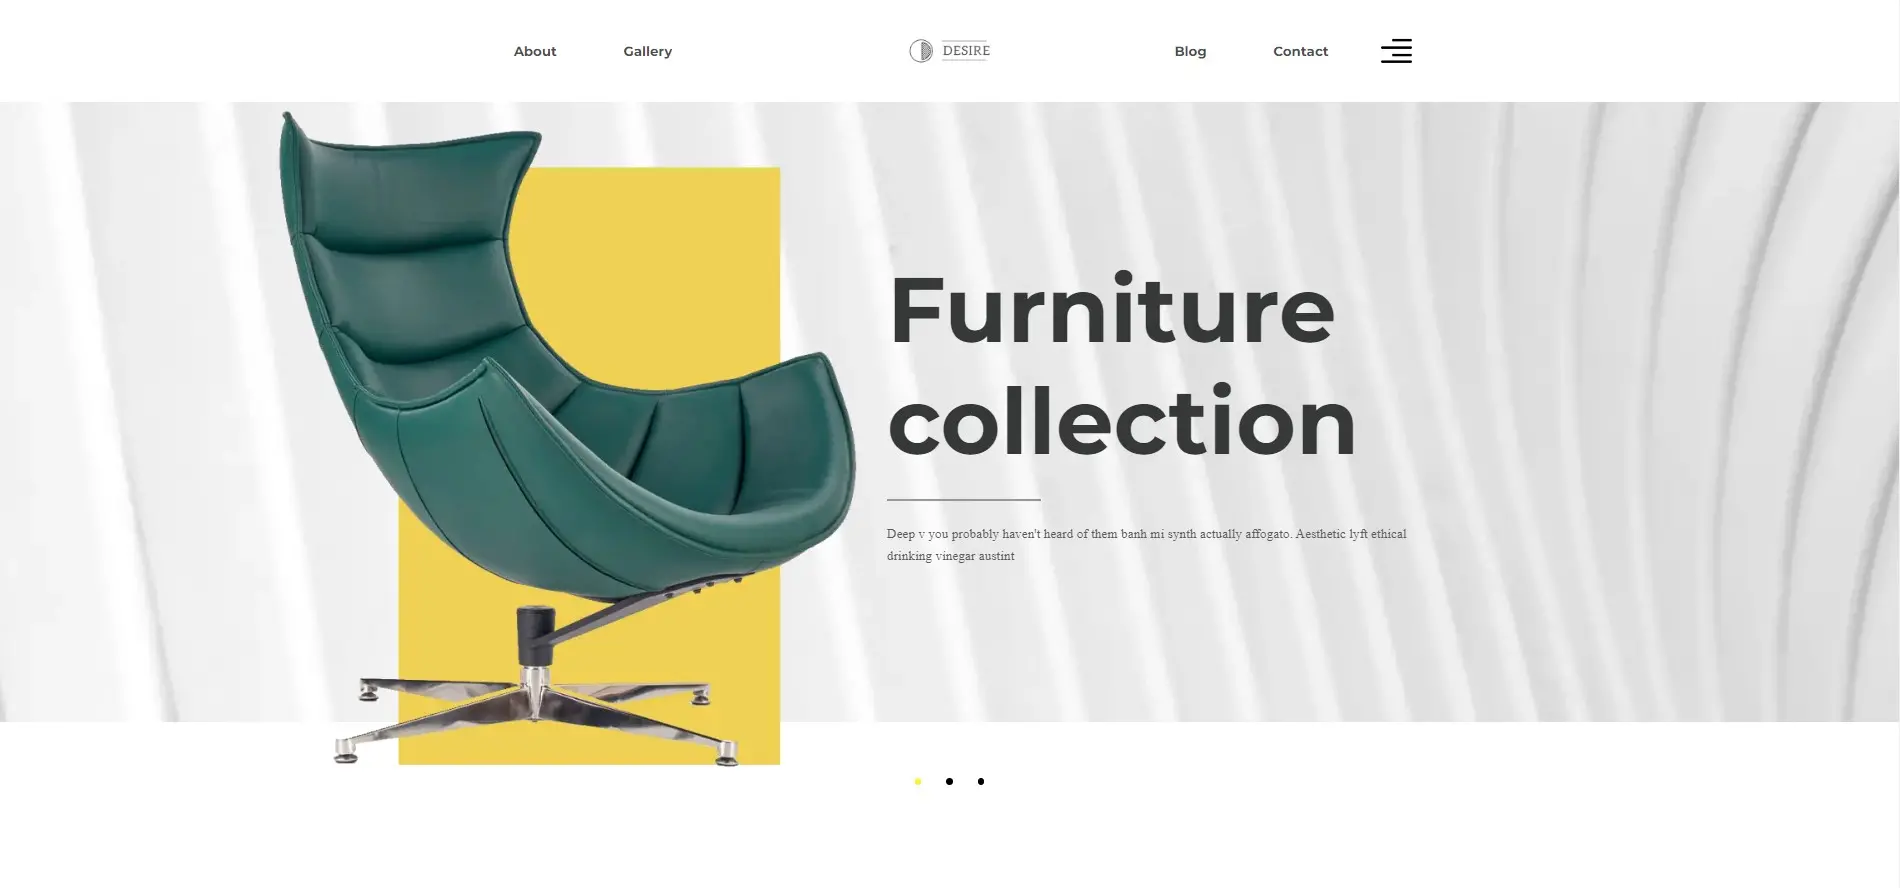 About
Gallery
DESIRE
Blog
Contact
Furniture
collection
Deep v you probably haven't heard of them banh mi synth actually affogato. Aesthetic lyft ethical
drinking vinegar austint